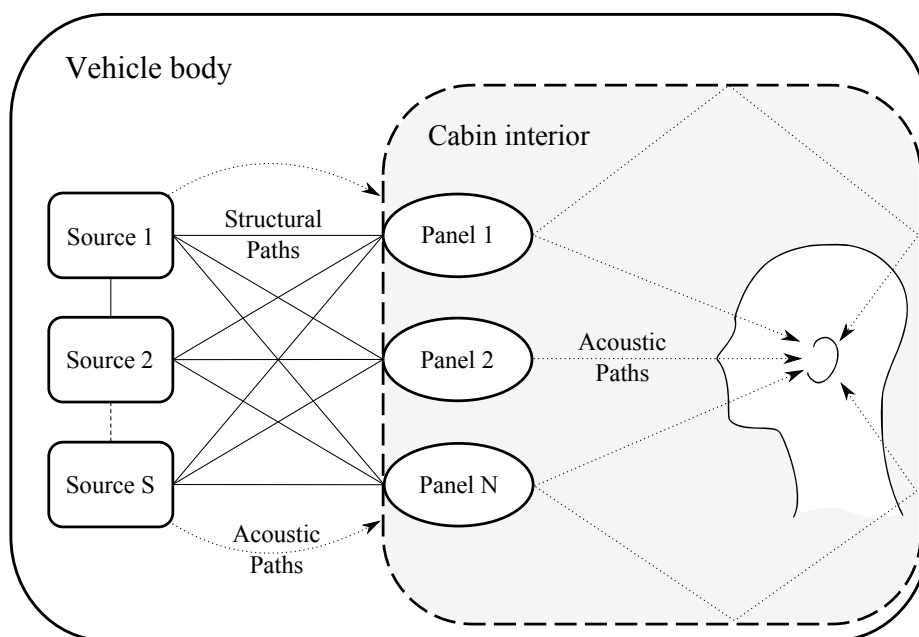 Vehicle body
Cabin interior
Source 1
Structural
Paths
Panel 1
Source 2
Panel 2
Acoustic
Paths
Source S
Panel N
Acoustic
Paths